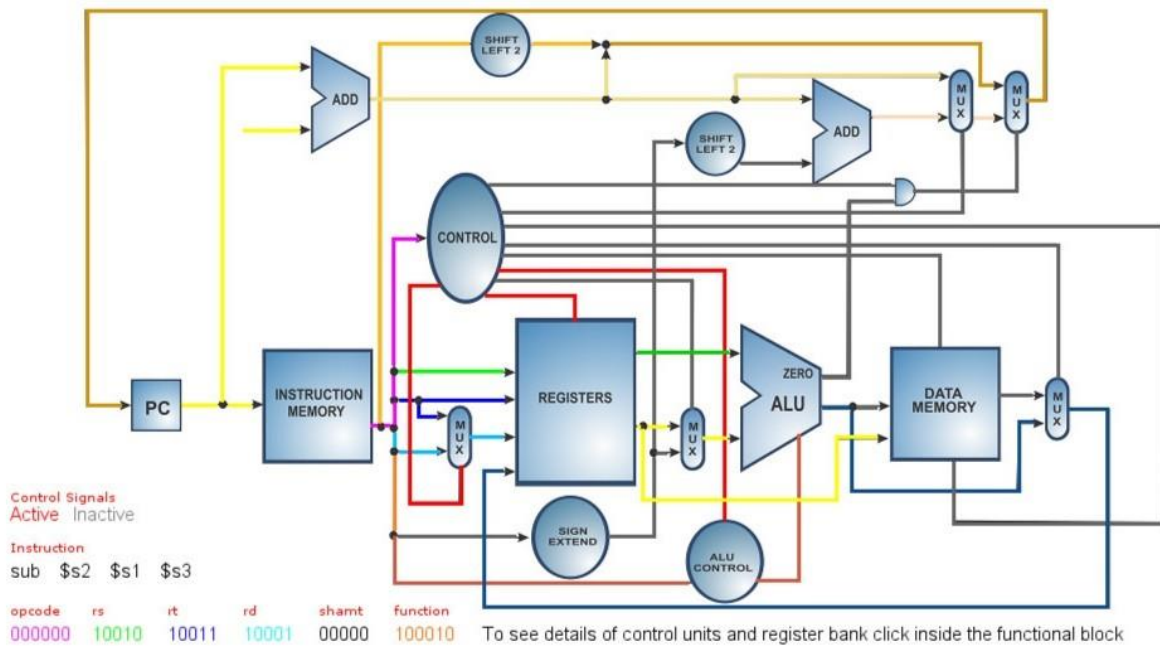 SHIFT
LEFT 2
ADD
MUX
MUX
SHIFT
LEFT 2
ADD
CONTROL
PC
INSTRUCTION
MEMORY
REGISTERS
MUX
MUX
ZERO
ALU
DATA
MEMORY
MUX
SIGN
EXTEND
ALU
CONTROL
Control Signals
Active Inactive
Instruction
sub $s2 $s1 $s3
opcode rs rt rd shamt function
000000 10010 10011 10001 00000 100010 To see details of control units and register bank click inside the functional block